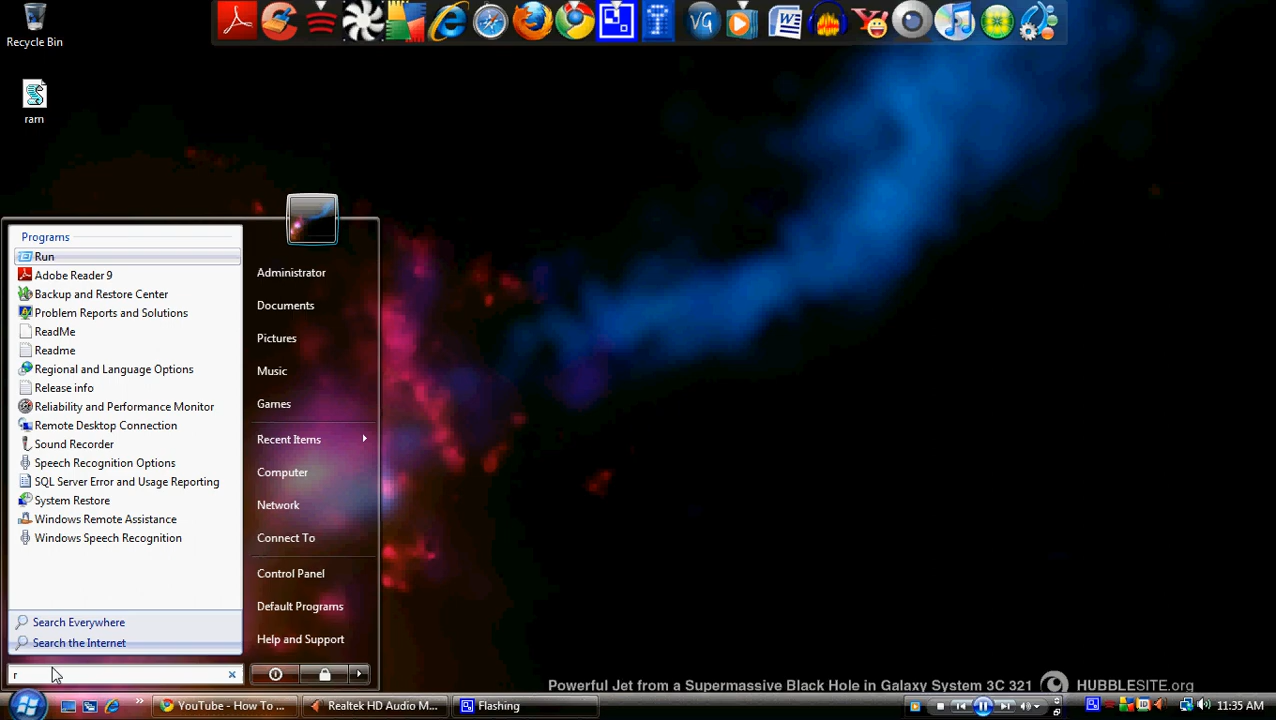 VG
W
Recycle Bin
ram
Programs
Run
Adobe Reader 9
Backup and Restore Center
Problem Reports and Solutions
ReadMe
Readme
Regional and Language Options
Release info
Reliability and Performance Monitor
Remote Desktop Connection
Sound Recorder
Speech Recognition Options
SQL Server Error and Usage Reporting
System Restore
Windows Remote Assistance
Windows Speech Recognition
Search Everywhere
Search the Internet
r
Administrator
Documents
Pictures
Music
Games
Recent Items
Computer
Network
Connect To
Control Panel
Default Programs
Help and Support
Powerful Jet from a Supermassive Black Hole in Galaxy System 3C 321
HUBBLESITE.org
YouTube - How To ...
Realtek HD Audio M...
Flashing
ID
11:35 AM